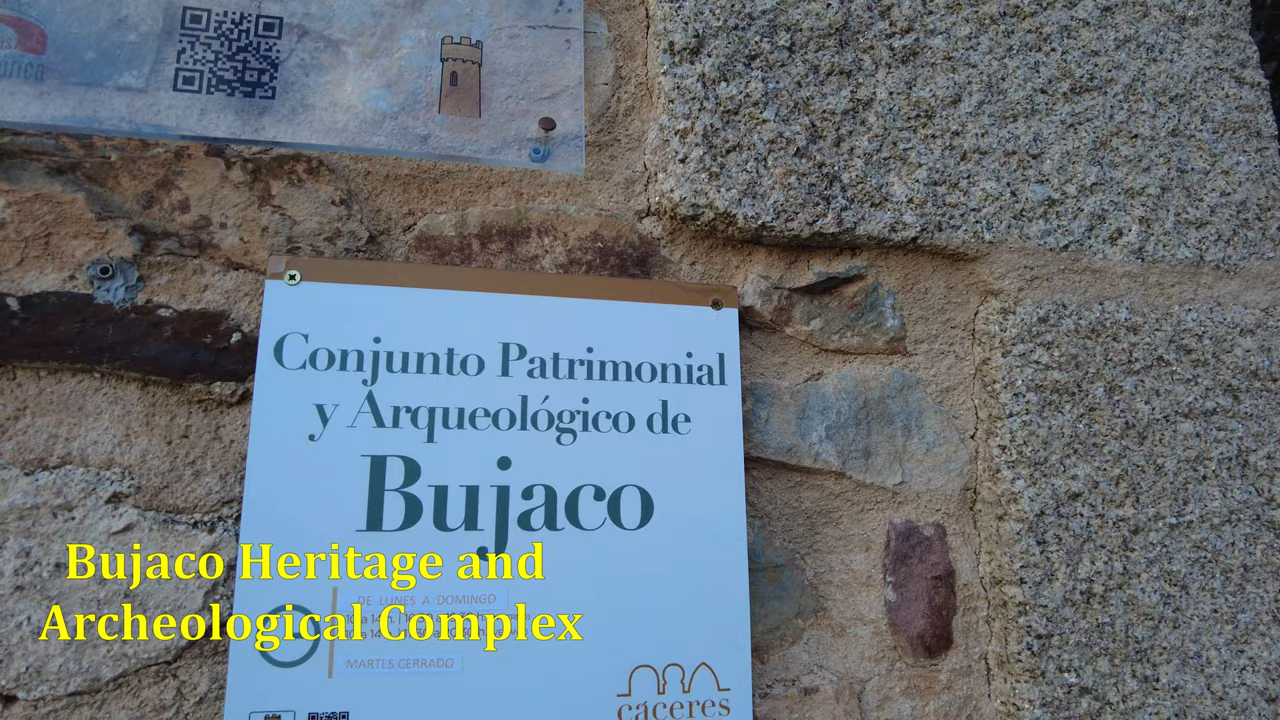 Conjunto Patrimonial
y Arqueológico de
Bujaco
Bujaco Heritage and
Archeological Complex
DE LUNES A DOMINGO
MARTES CERRADO
cáceres